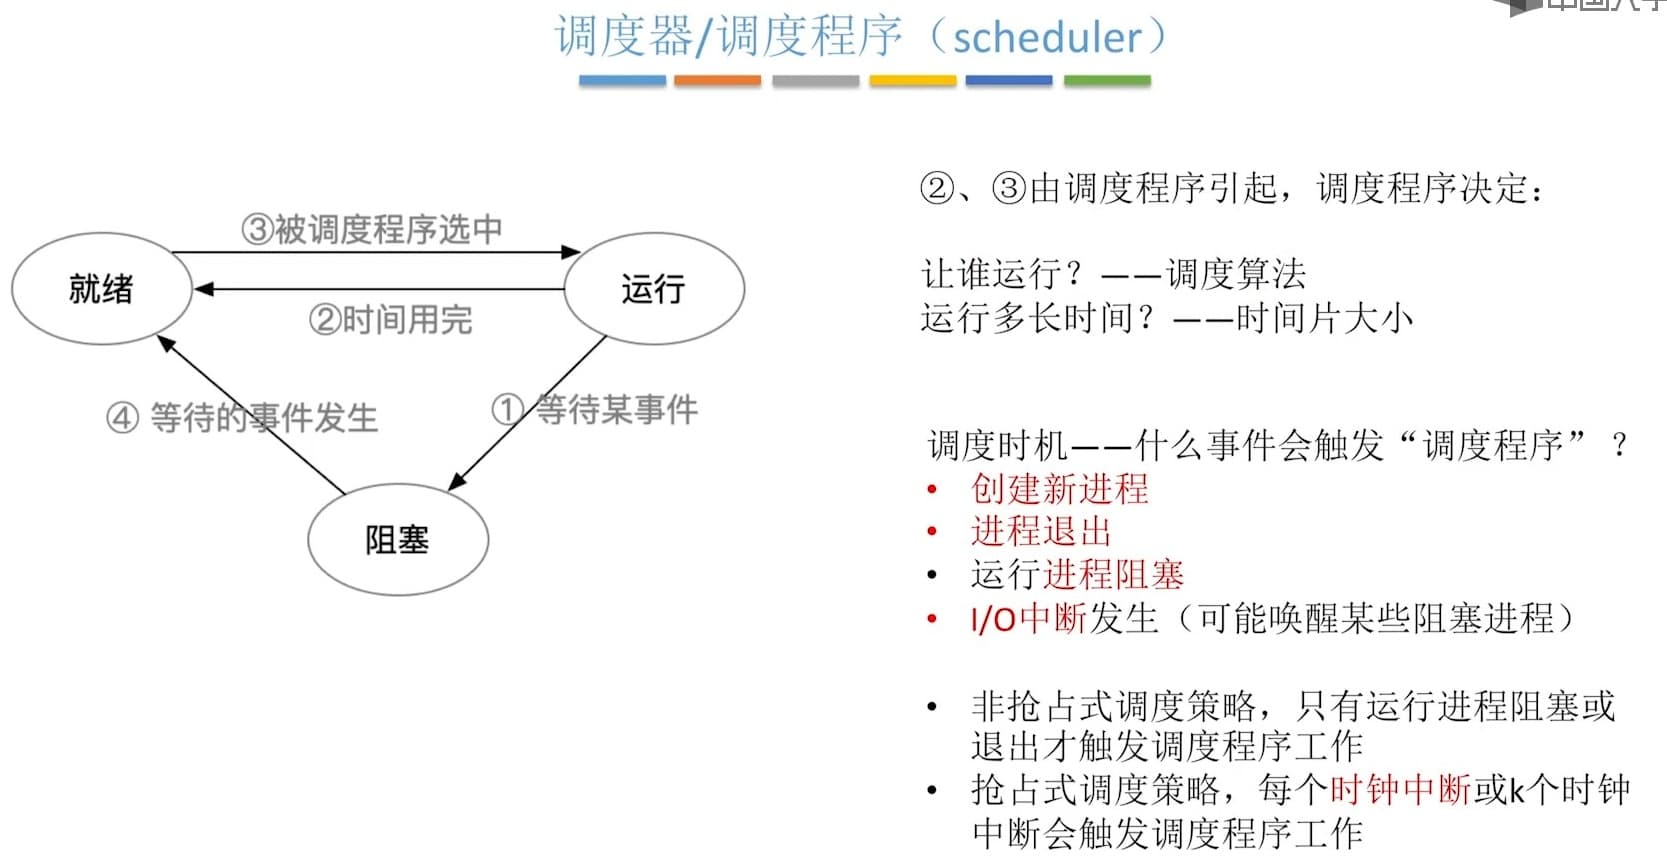 调度器/调度程序（scheduler）
③被调度程序选中
就绪
运行
②时间用完
④ 等待的事件发生
① 等待某事件
阻塞
②、③由调度程序引起，调度程序决定：
让谁运行？——调度算法
运行多长时间？——时间片大小
调度时机——什么事件会触发“调度程序”？
• 创建新进程
• 进程退出
• 运行进程阻塞
• I/O中断发生（可能唤醒某些阻塞进程）
• 非抢占式调度策略，只有运行进程阻塞或
退出才触发调度程序工作
• 抢占式调度策略，每个时钟中断或k个时钟
中断会触发调度程序工作